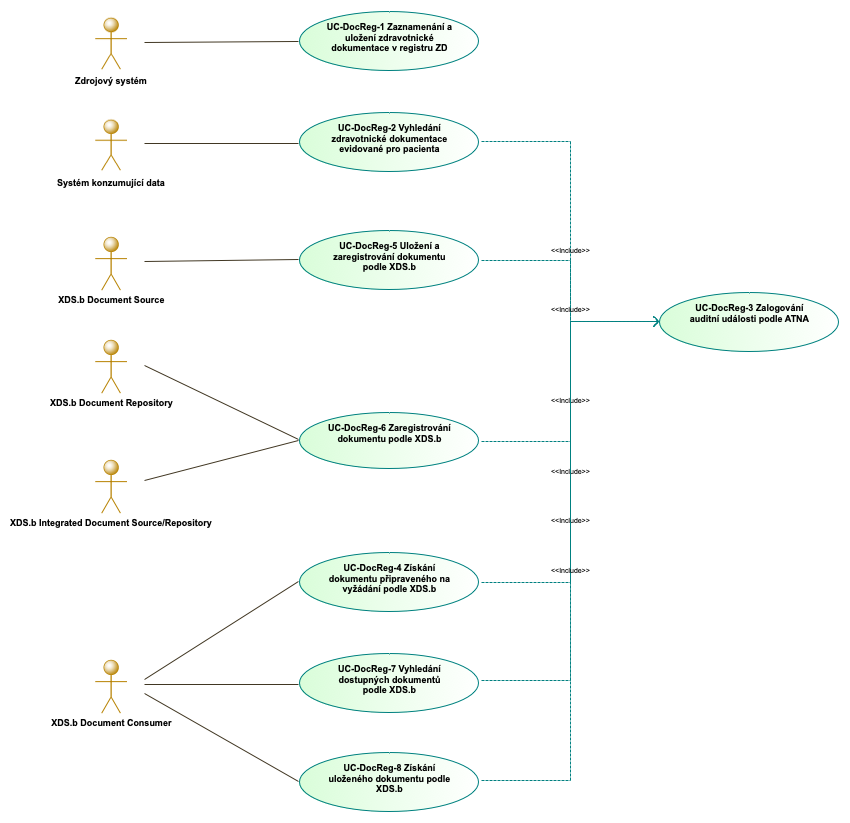 UC-DocReg-1 Zaznamenání a
uložení zdravotnické
dokumentace v registru ZD
Zdrojový systém
UC-DocReg-2 Vyhledání
zdravotnické dokumentace
evidované pro pacienta
Systém konzumující data
UC-DocReg-5 Uložení a
zaregistrování dokumentu
podle XDS.b
<<include>>
XDS.b Document Source
<<include>>
UC-DocReg-3 Zalogování
auditní události podle ATNA
XDS.b Document Repository
<<include>>
UC-DocReg-6 Zaregistrování
dokumentu podle XDS.b
<<include>>
XDS.b Integrated Document Source/Repository
<<include>>
<<include>>
UC-DocReg-4 Získání
dokumentu připraveného na
vyžádání podle XDS.b
UC-DocReg-7 Vyhledání
dostupných dokumentů
podle XDS.b
XDS.b Document Consumer
UC-DocReg-8 Získání
uloženého dokumentu podle
XDS.b